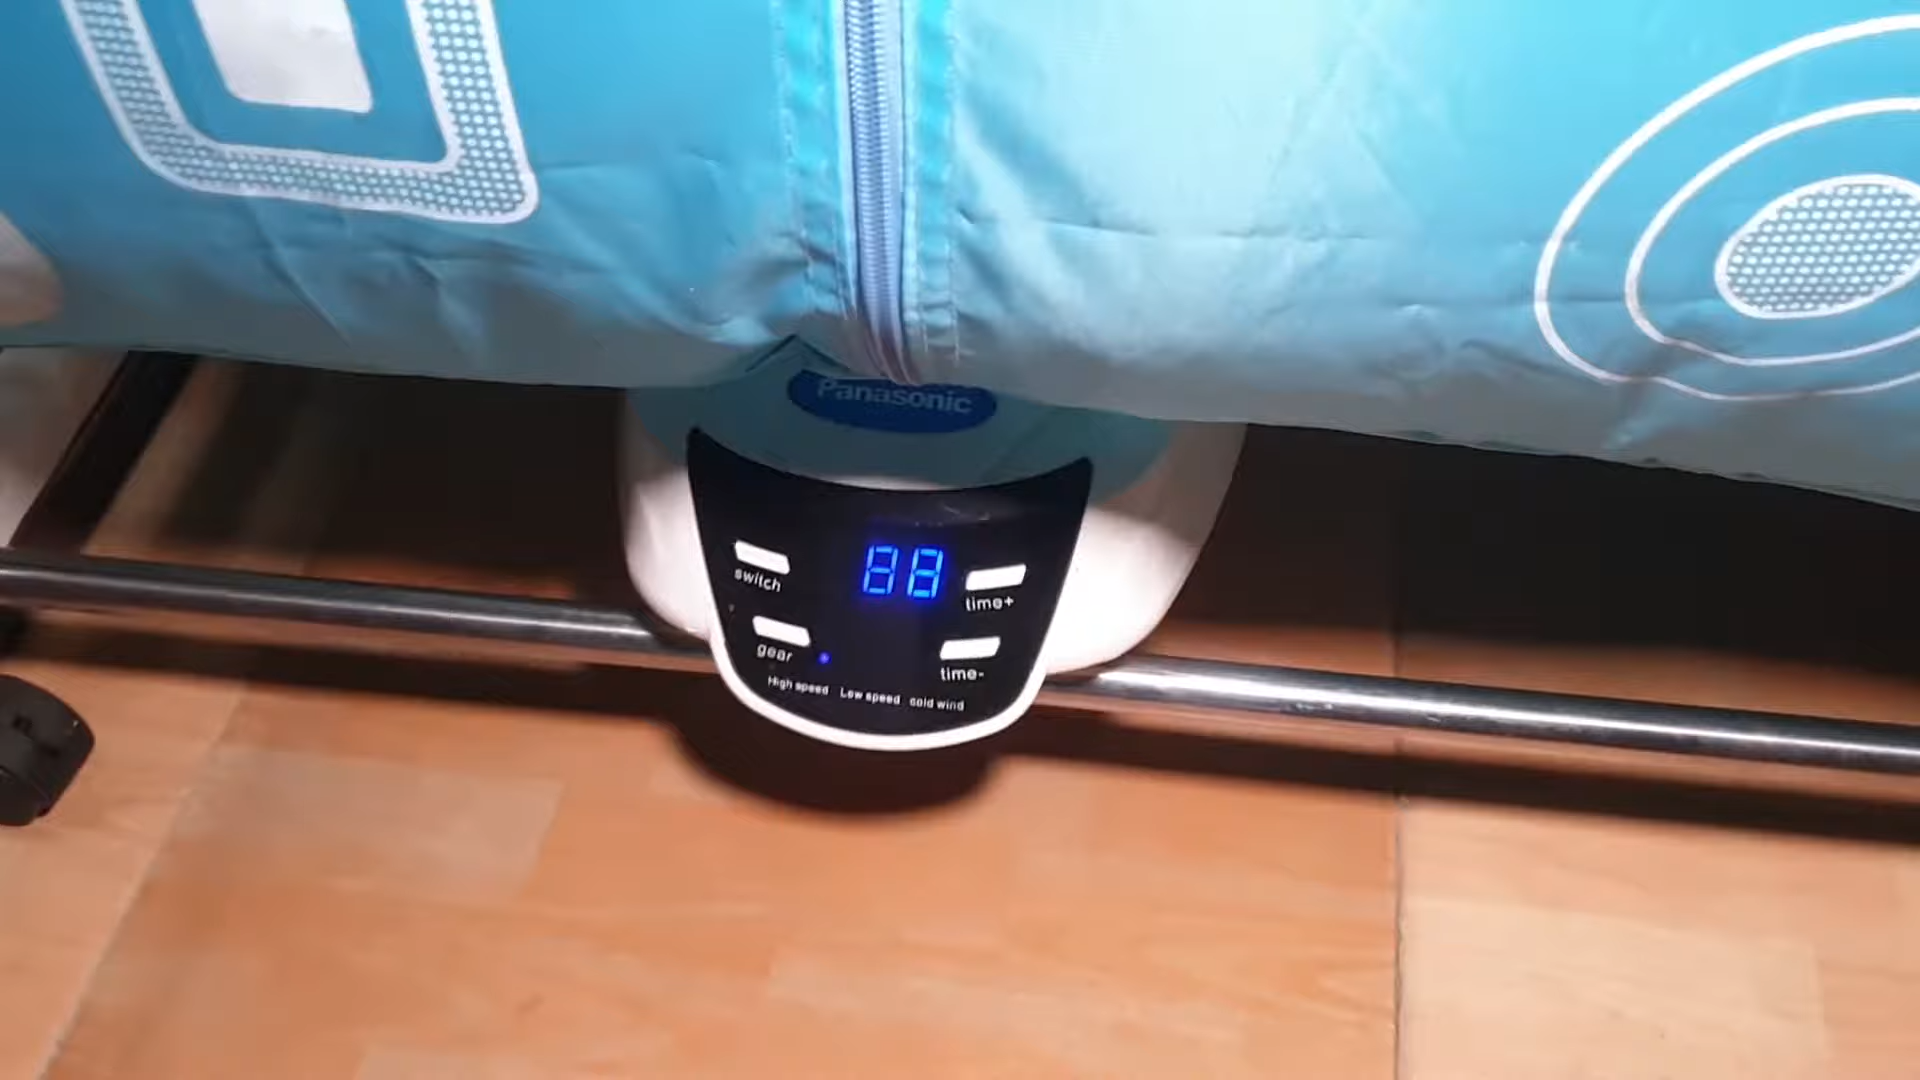 Panasonic
88
switch
time+
gear
time-
High speed Low speed cold wind